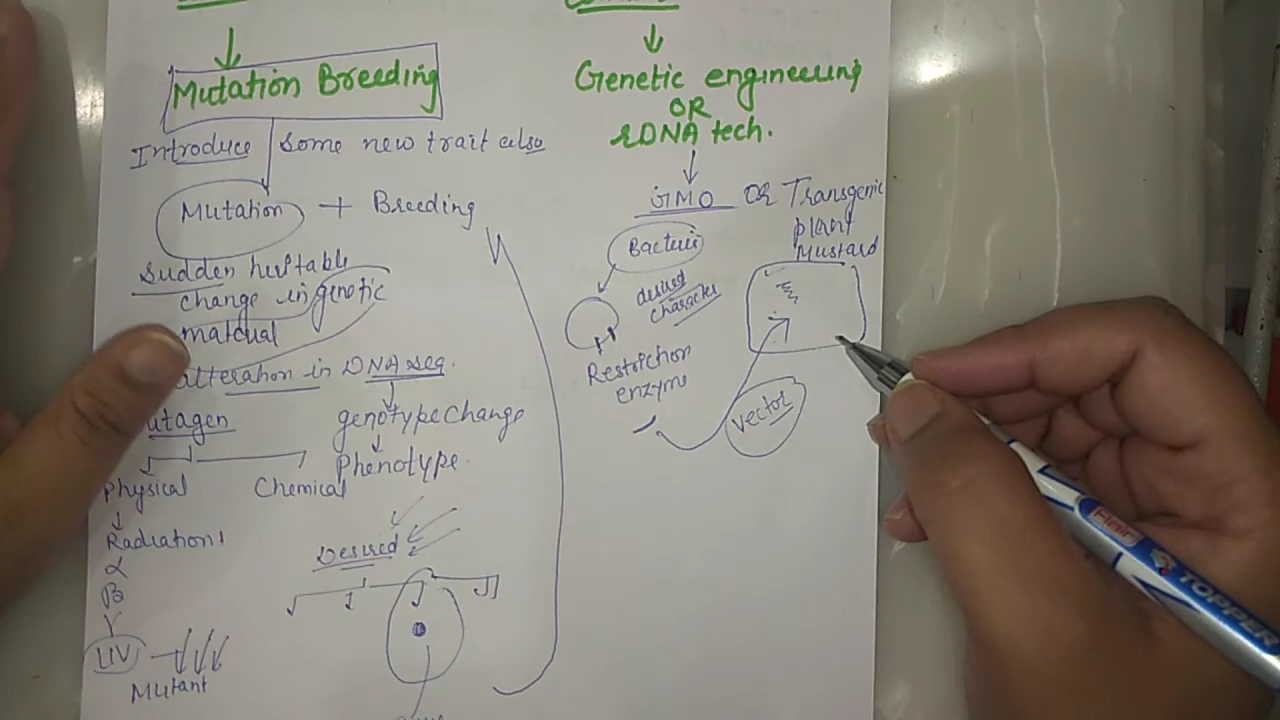 Mutation Breeding
Introduce some new trait also
Mutation + Breeding
Sudden heritable
change in genetic
material
alteration in DNA seq.
utagen
genotype change
Phenotype.
Physical
Chemical
Radiation
α
β
γ
UV
Mutant
Desired
Genetic engineering
OR
rDNA tech.
GMO OR Transgenic
plant
Mustard
Bacteria
desired
character
Restriction
enzyme
vector
Hair
TOPPER